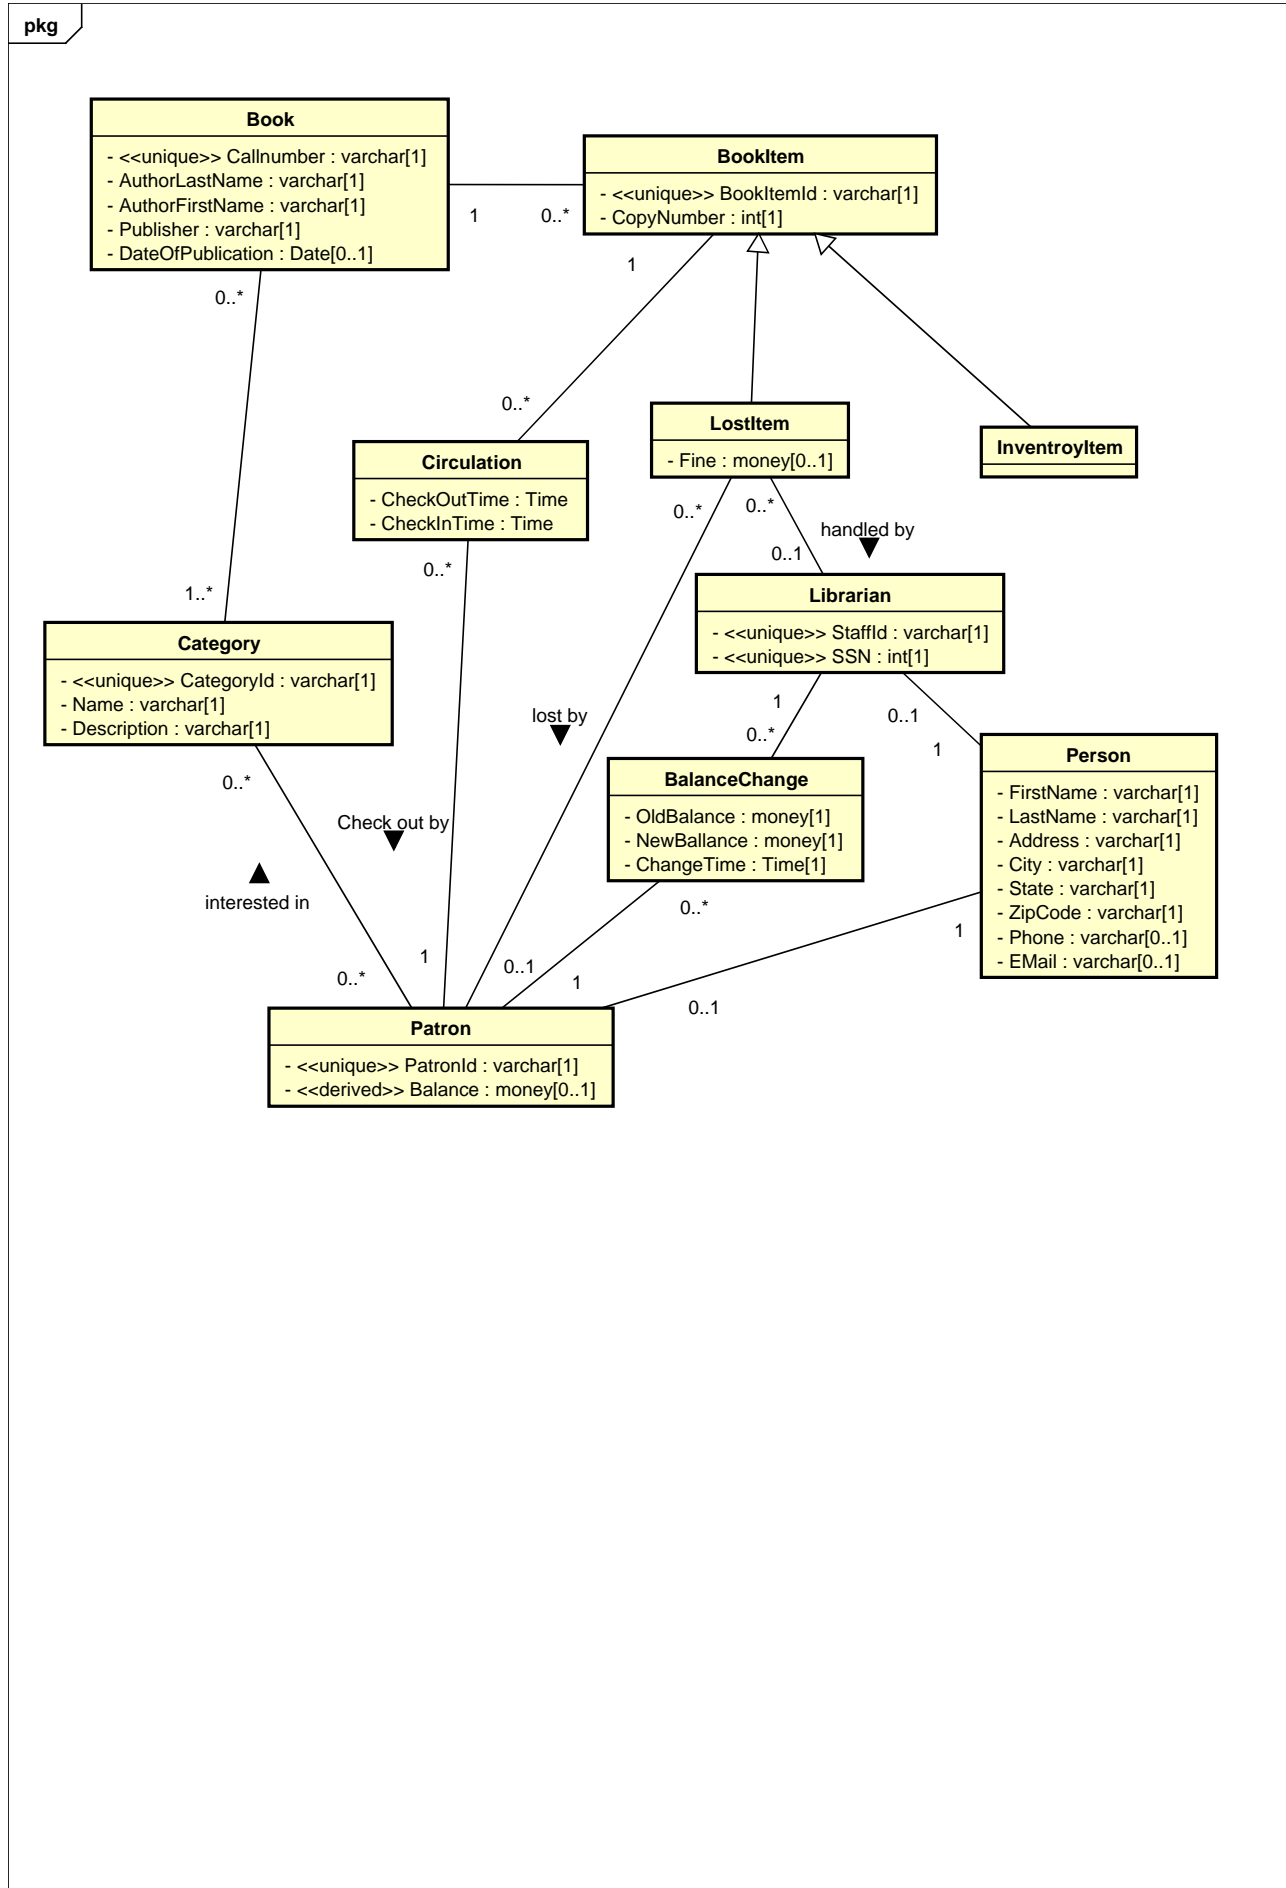 pkg
Book
- <<unique>> Callnumber : varchar[1]
- AuthorLastName : varchar[1]
- AuthorFirstName : varchar[1]
- Publisher : varchar[1]
- DateOfPublication : Date[0..1]
BookItem
- <<unique>> BookItemId : varchar[1]
- CopyNumber : int[1]
1
0..*
1
0..*
0..*
LostItem
- Fine : money[0..1]
InventroyItem
Circulation
- CheckOutTime : Time
- CheckInTime : Time
0..*
0..*
handled by
0..1
0..*
1..*
Librarian
- <<unique>> StaffId : varchar[1]
- <<unique>> SSN : int[1]
Category
- <<unique>> CategoryId : varchar[1]
- Name : varchar[1]
- Description : varchar[1]
1
0..1
lost by
0..*
1
Person
- FirstName : varchar[1]
- LastName : varchar[1]
- Address : varchar[1]
- City : varchar[1]
- State : varchar[1]
- ZipCode : varchar[1]
- Phone : varchar[0..1]
- EMail : varchar[0..1]
BalanceChange
- OldBalance : money[1]
- NewBallance : money[1]
- ChangeTime : Time[1]
0..*
Check out by
interested in
0..*
1
1
0..1
0..*
1
0..1
Patron
- <<unique>> PatronId : varchar[1]
- <<derived>> Balance : money[0..1]